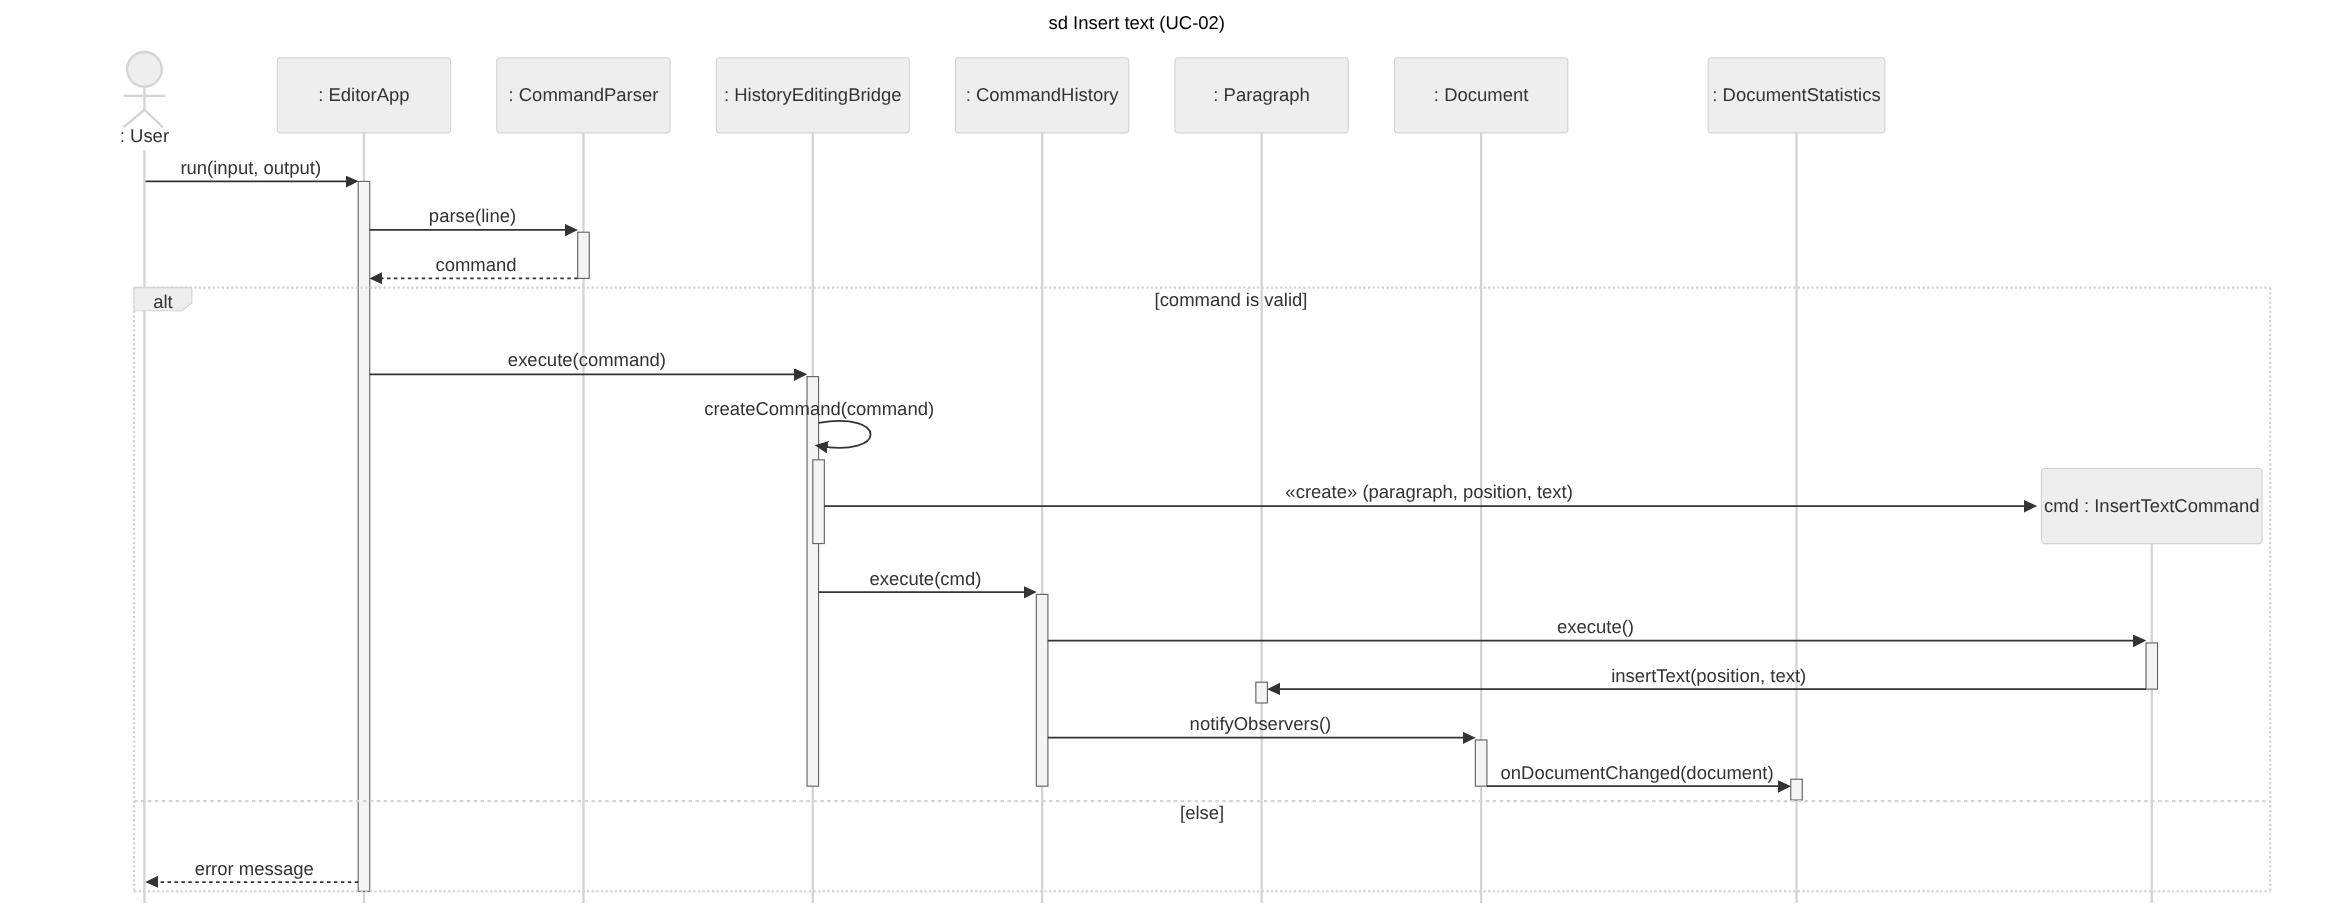 sd Insert text (UC-02)
: User
: EditorApp
: CommandParser
: HistoryEditingBridge
: CommandHistory
: Paragraph
: Document
: DocumentStatistics
run(input, output)
parse(line)
command
alt
[command is valid]
execute(command)
createCommand(command)
«create» (paragraph, position, text)
cmd : InsertTextCommand
execute(cmd)
execute()
insertText(position, text)
notifyObservers()
onDocumentChanged(document)
[else]
error message